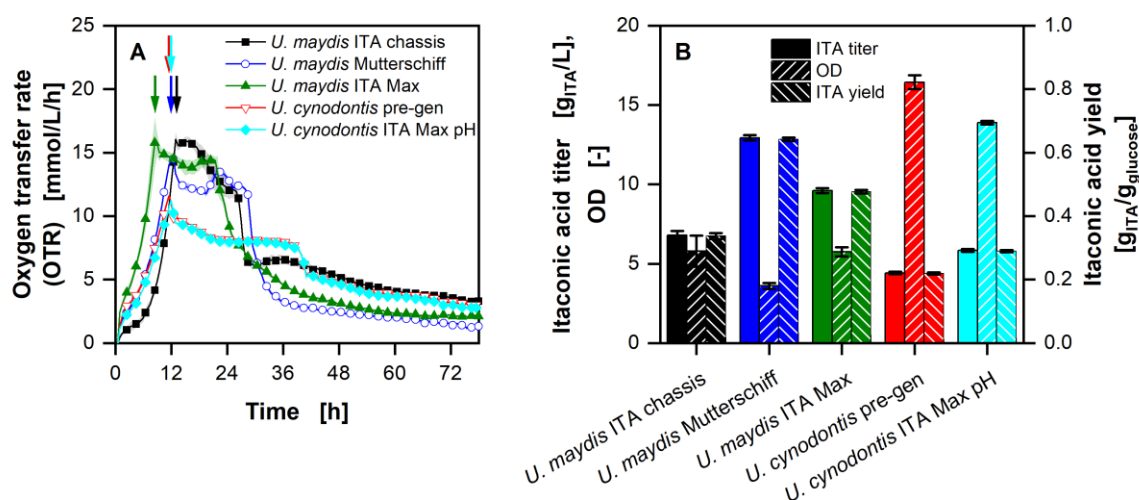 A
U. maydis ITA chassis
U. maydis Mutterschiff
U. maydis ITA Max
U. cynodontis pre-gen
U. cynodontis ITA Max pH
Oxygen transfer rate
(OTR) [mmol/L/h]
25
20
15
10
5
0
0 12 24 36 48 60 72
Time [h]
B
ITA titer
OD
ITA yield
Itaconic acid titer [gITA/L],
OD [-]
20
15
10
5
0
1.0
0.8
0.6
0.4
0.2
0.0
Itaconic acid yield
[gITA/gglucose]
U. maydis ITA chassis
U. maydis Mutterschiff
U. maydis ITA Max
U. cynodontis pre-gen
U. cynodontis ITA Max pH